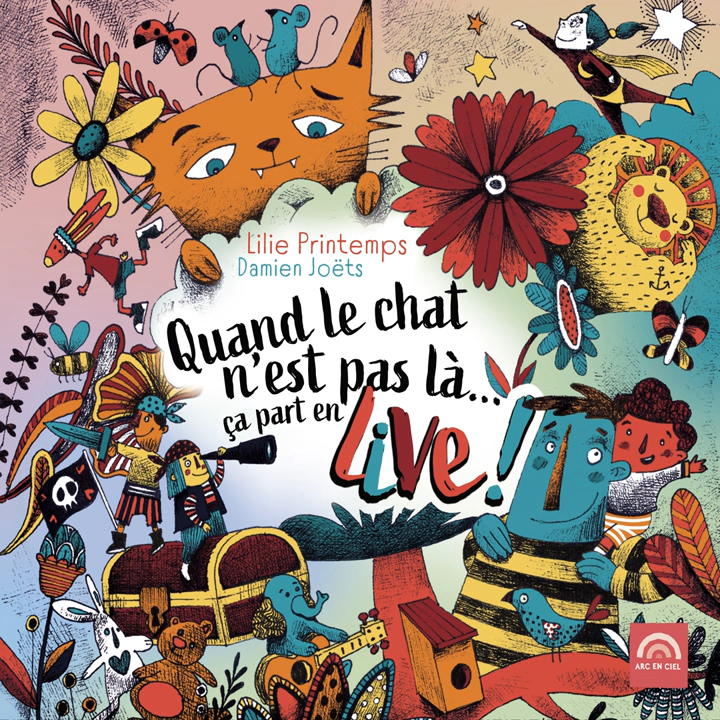 Lilie Printemps
Damien Joëts
Quand le chat
n'est pas là...
ça part en LiVe !
ARC EN CIEL